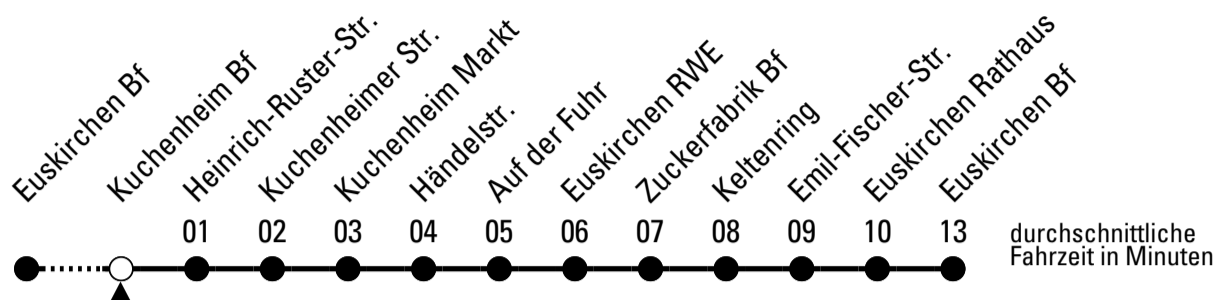 Euskirchen Bf
Kuchenheim Bf
Heinrich-Ruster-Str.
Kuchenheimer Str.
Kuchenheim Markt
Händelstr.
Auf der Fuhr
Euskirchen RWE
Zuckerfabrik Bf
Keltenring
Emil-Fischer-Str.
Euskirchen Rathaus
Euskirchen Bf
01 02 03 04 05 06 07 08 09 10 13
durchschnittliche
Fahrzeit in Minuten